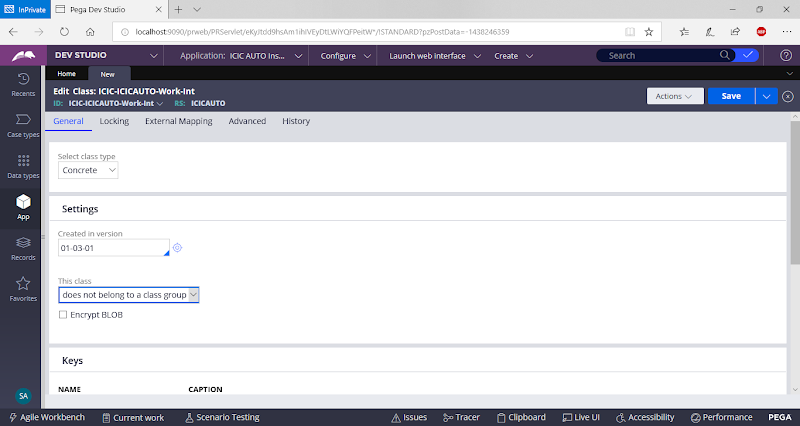 InPrivate Pega Dev Studio
localhost:9090/prweb/PRServlet/eKyJtdd9hsAm1ihIVEyDtLWiYQFPeitW*/!STANDARD?pzPostData=-1438246359
DEV STUDIO Application: ICIC AUTO Ins... Configure Launch web interface Create Search
Recents
Case types
Data types
App
Records
Favorites
SA
Home New
Edit Class: ICIC-ICICAUTO-Work-Int
ID: ICIC-ICICAUTO-Work-Int RS: ICICAUTO
Actions Save
General Locking External Mapping Advanced History
Select class type
Concrete
Settings
Created in version
01-03-01
This class
does not belong to a class group
Encrypt BLOB
Keys
NAME CAPTION
Agile Workbench Current work Scenario Testing Issues Tracer Clipboard Live UI Accessibility Performance PEGA